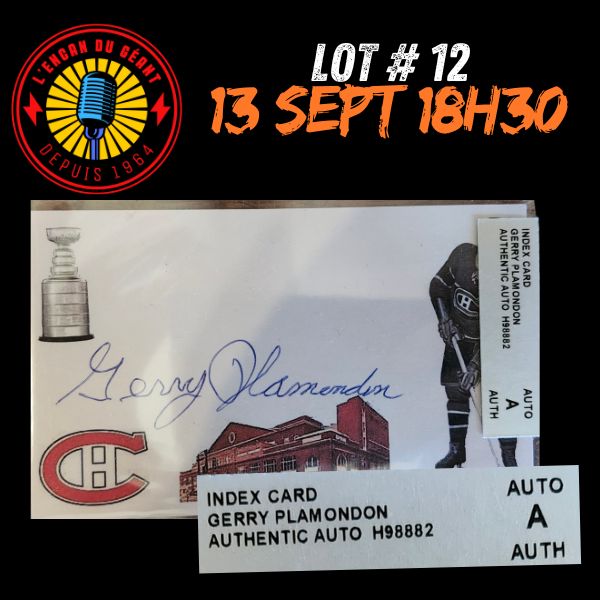 L'ENCAN DU GÉANT
DEPUIS 1964
LOT # 12
13 SEPT 18H30
INDEX CARD
GERRY PLAMONDON
AUTHENTIC AUTO H98882
AUTO
A
AUTH
Gerry Plamondon
CH
INDEX CARD
GERRY PLAMONDON
AUTHENTIC AUTO H98882
AUTO
A
AUTH